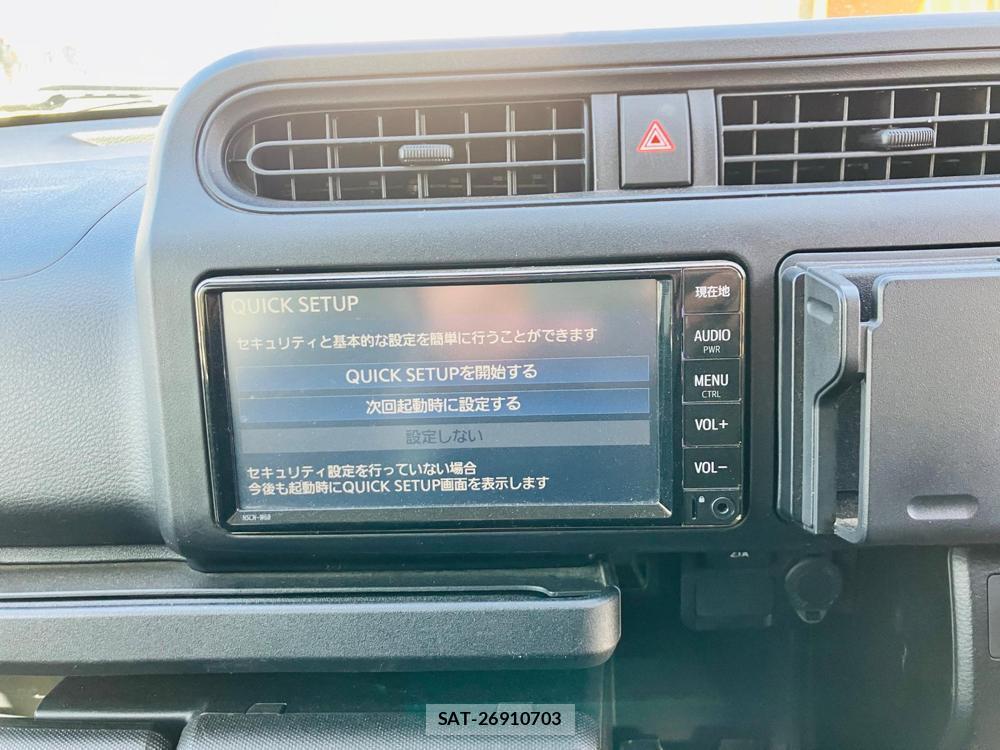 QUICK SETUP
セキュリティと基本的な設定を簡単に行うことができます
QUICK SETUPを開始する
次回起動時に設定する
設定しない
セキュリティ設定を行っていない場合
今後も起動時にQUICK SETUP画面を表示します
NSCN-W68
現在地
AUDIO
PWR
MENU
CTRL
VOL+
VOL−
SAT-26910703